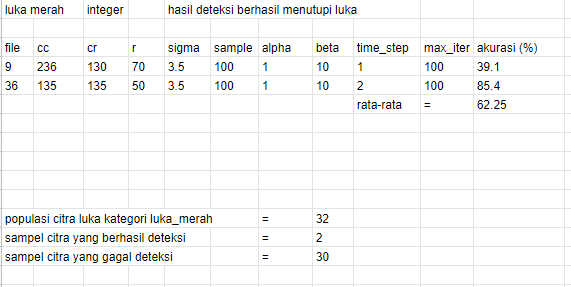 luka merah integer hasil deteksi berhasil menutupi luka
file cc cr r sigma sample alpha beta time_step max_iter akurasi (%)
9 236 130 70 3.5 100 1 10 1 100 39.1
36 135 135 50 3.5 100 1 10 2 100 85.4
rata-rata = 62.25
populasi citra luka kategori luka_merah = 32
sampel citra yang berhasil deteksi = 2
sampel citra yang gagal deteksi = 30